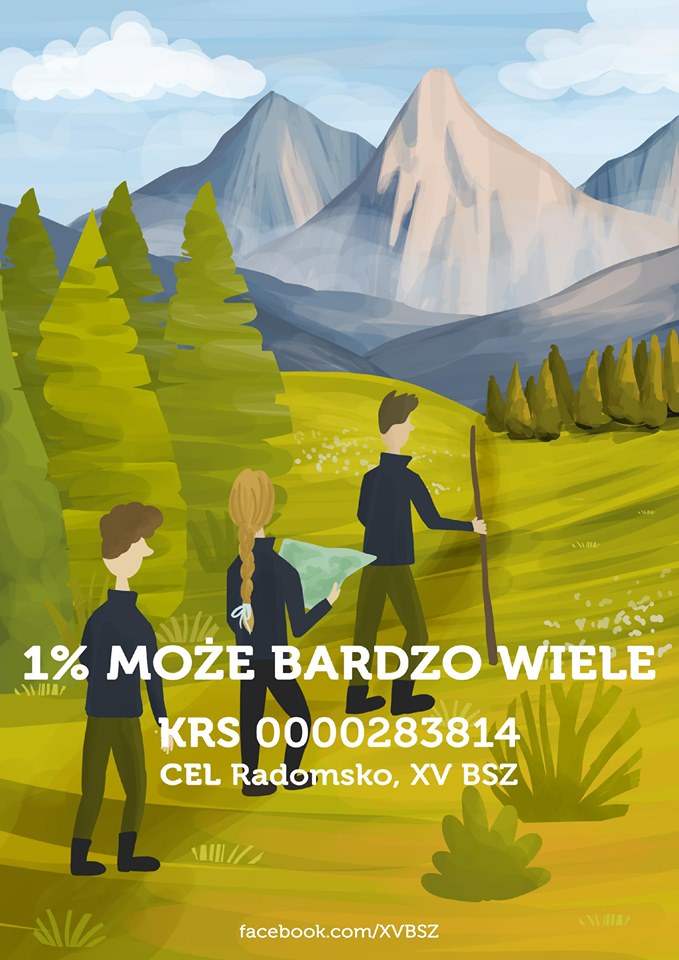 1% MOŻE BARDZO WIELE
KRS 0000283814
CEL Radomsko, XV BSZ
facebook.com/XVBSZ